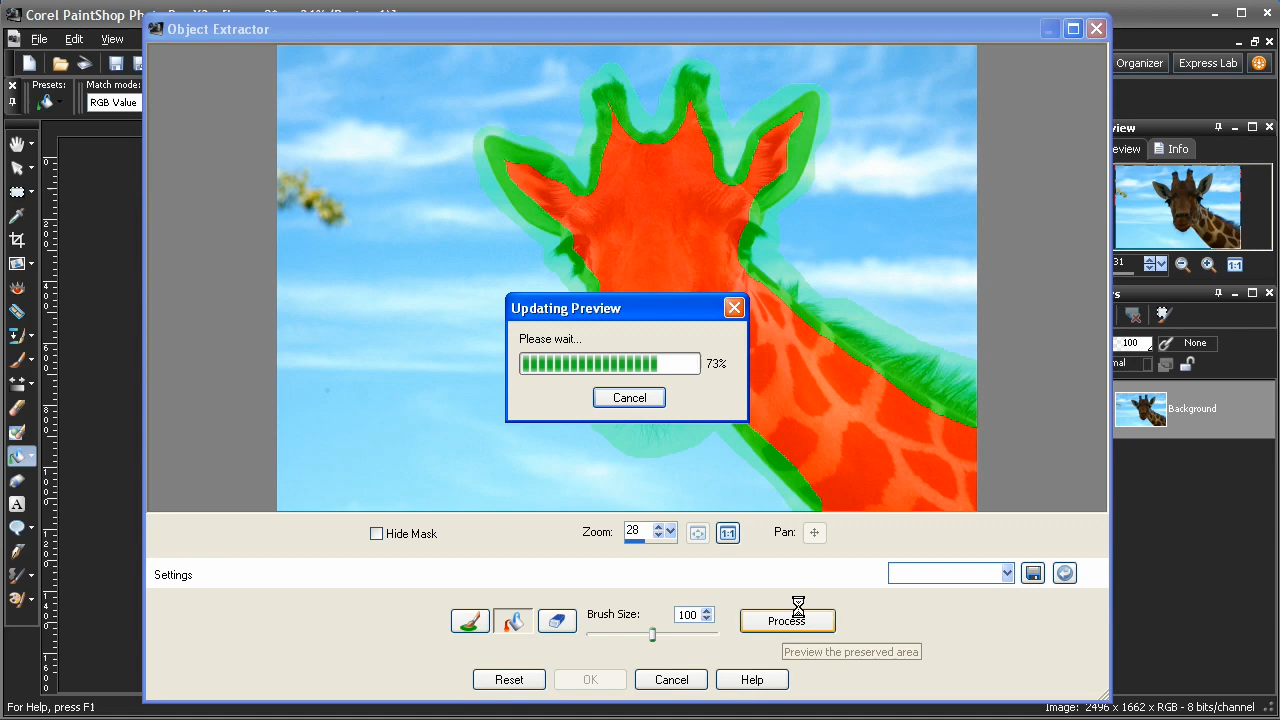 Corel PaintShop Pho
Object Extractor
File Edit View
Organizer Express Lab
Presets: Match mode:
RGB Value
view
eview Info
31
Updating Preview
Please wait...
73%
Cancel
100 None
mal
Background
Hide Mask Zoom: 28 1:1 Pan:
Settings
Brush Size: 100 Process
Preview the preserved area
Reset OK Cancel Help
For Help, press F1 Image: 2496 x 1662 x RGB - 8 bits/channel